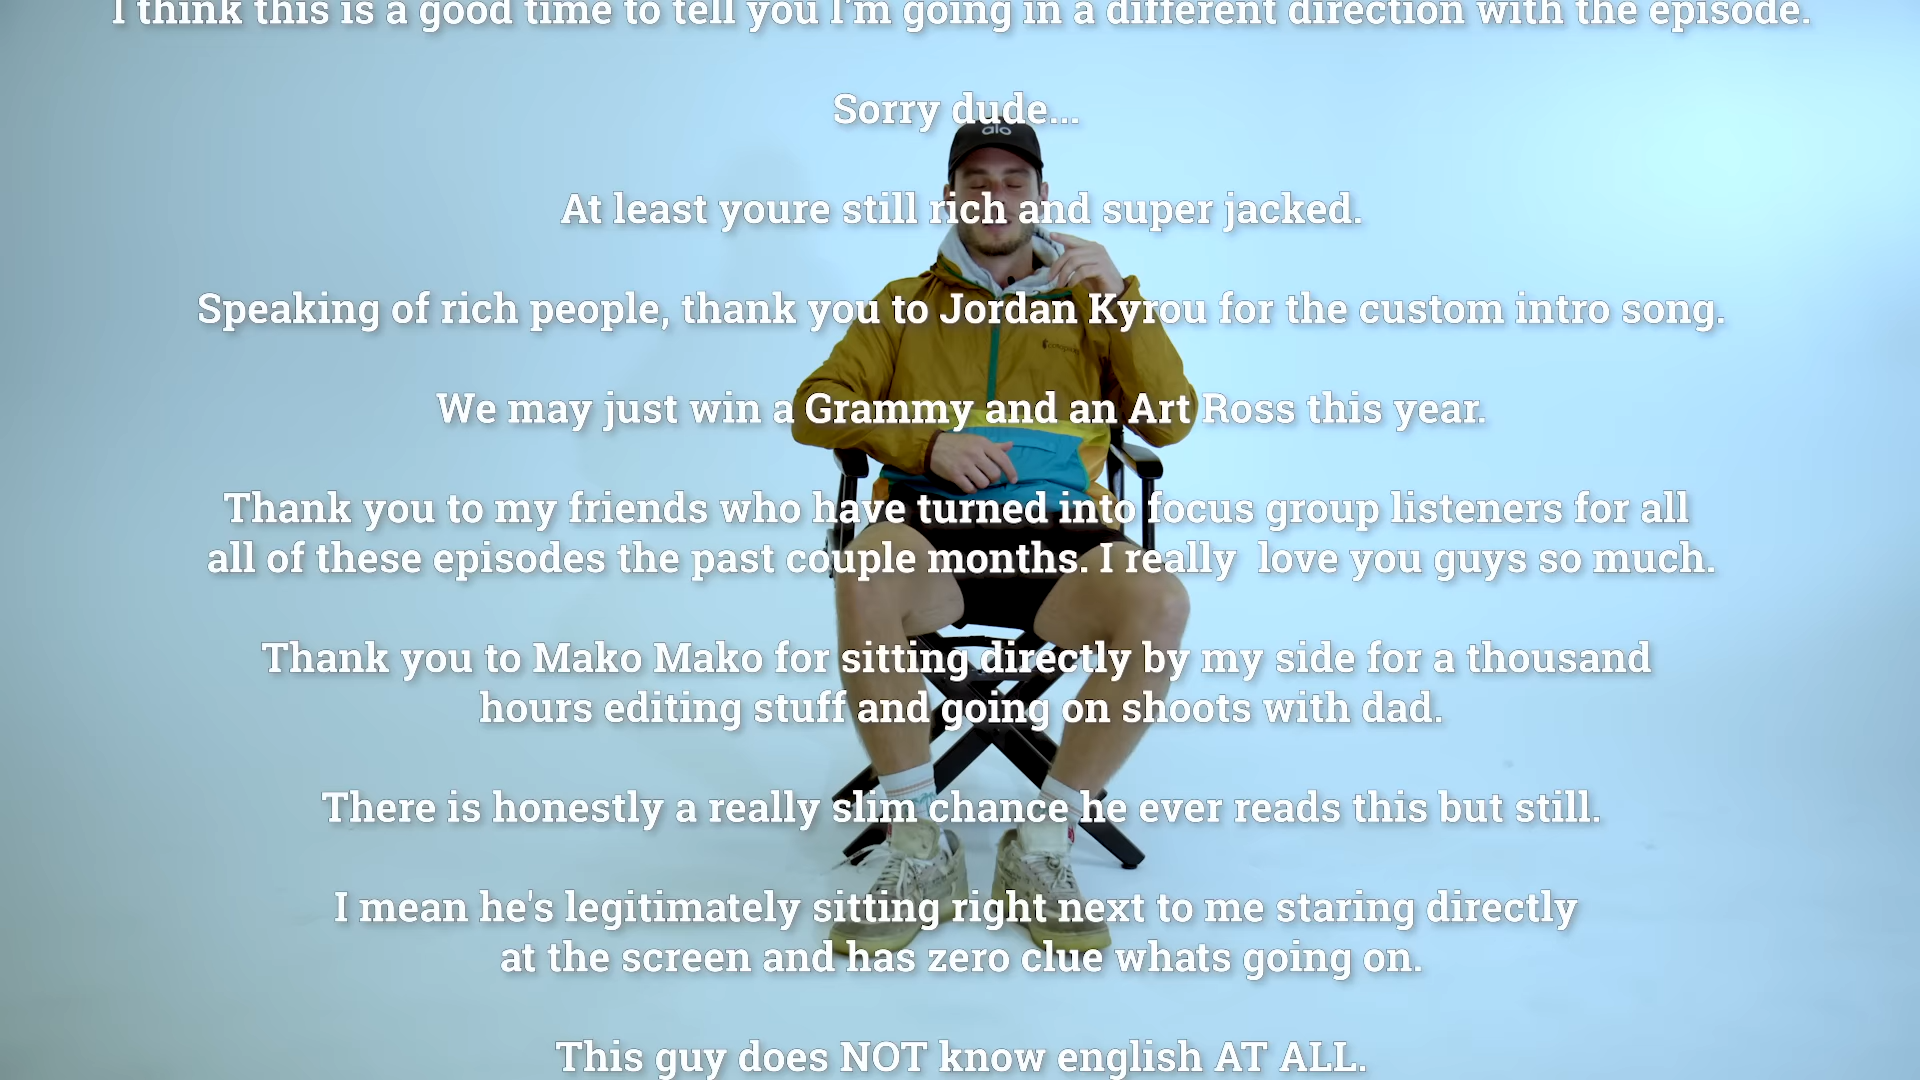 I think this is a good time to tell you I'm going in a different direction with the episode.
Sorry dude...
alo
At least youre still rich and super jacked.
Speaking of rich people, thank you to Jordan Kyrou for the custom intro song.
We may just win a Grammy and an Art Ross this year.
Thank you to my friends who have turned into focus group listeners for all
all of these episodes the past couple months. I really  love you guys so much.
Thank you to Mako Mako for sitting directly by my side for a thousand
hours editing stuff and going on shoots with dad.
There is honestly a really slim chance he ever reads this but still.
I mean he's legitimately sitting right next to me staring directly
at the screen and has zero clue whats going on.
This guy does NOT know english AT ALL.